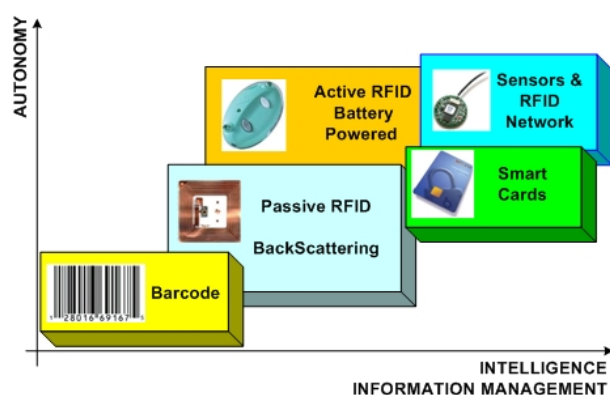 AUTONOMY
Active RFID
Battery
Powered
Sensors &
RFID
Network
Passive RFID
BackScattering
Smart
Cards
Barcode
28016 69167
INTELLIGENCE
INFORMATION MANAGEMENT